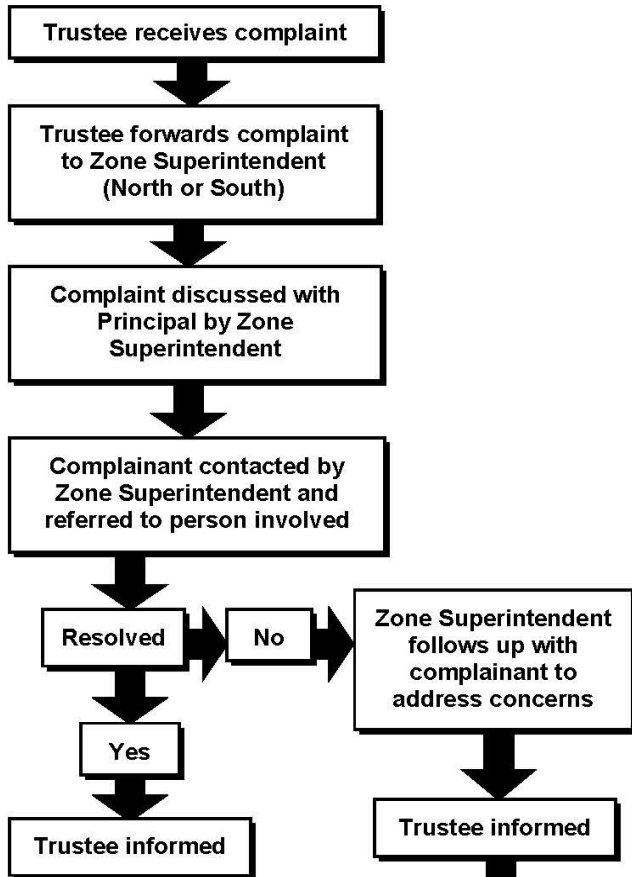 Trustee receives complaint
Trustee forwards complaint
to Zone Superintendent
(North or South)
Complaint discussed with
Principal by Zone
Superintendent
Complainant contacted by
Zone Superintendent and
referred to person involved
Resolved
No
Zone Superintendent
follows up with
complainant to
address concerns
Yes
Trustee informed
Trustee informed